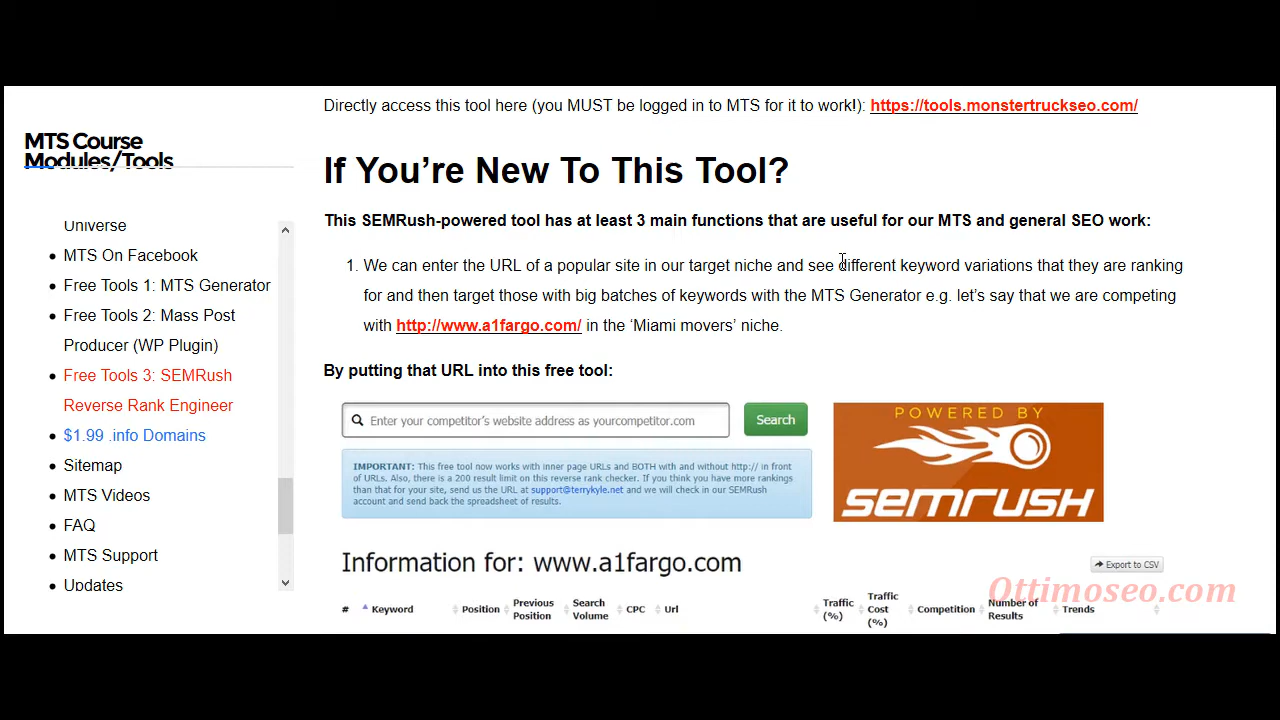 Directly access this tool here (you MUST be logged in to MTS for it to work!): https://tools.monstertruckseo.com/
MTS Course
Modules/Tools
Universe
MTS On Facebook
Free Tools 1: MTS Generator
Free Tools 2: Mass Post
Producer (WP Plugin)
Free Tools 3: SEMRush
Reverse Rank Engineer
$1.99 .info Domains
Sitemap
MTS Videos
FAQ
MTS Support
Updates
If You’re New To This Tool?
This SEMRush-powered tool has at least 3 main functions that are useful for our MTS and general SEO work:
1. We can enter the URL of a popular site in our target niche and see different keyword variations that they are ranking
for and then target those with big batches of keywords with the MTS Generator e.g. let’s say that we are competing
with http://www.a1fargo.com/ in the ‘Miami movers’ niche.
By putting that URL into this free tool:
Enter your competitor's website address as yourcompetitor.com
Search
IMPORTANT: This free tool now works with inner page URLs and BOTH with and without http:// in front
of URLs. Also, there is a 200 result limit on this reverse rank checker. If you think you have more rankings
than that for your site, send us the URL at support@terrykyle.net and we will check in our SEMRush
account and send back the spreadsheet of results.
POWERED BY
semrush
Information for: www.a1fargo.com
Export to CSV
Ottimoseo.com
# Keyword Position Previous Position Search Volume CPC Url Traffic (%) Traffic Cost (%) Competition Number of Results Trends